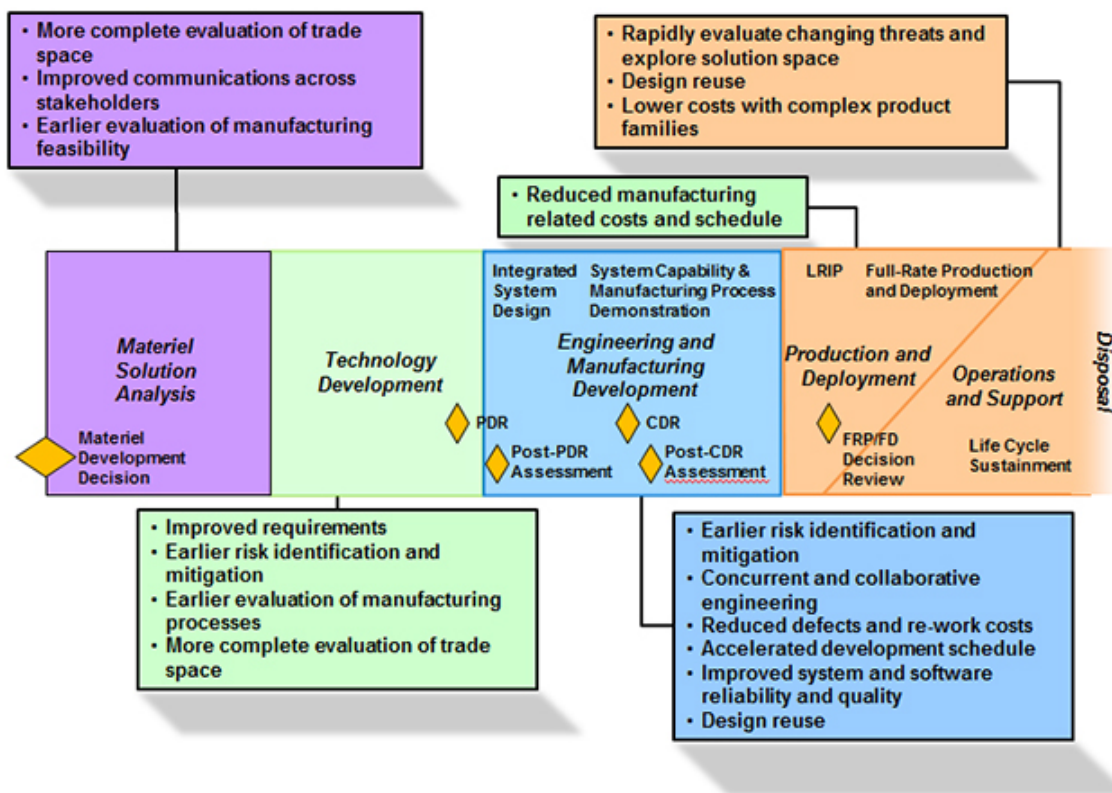 • More complete evaluation of trade
space
• Improved communications across
stakeholders
• Earlier evaluation of manufacturing
feasibility
• Rapidly evaluate changing threats and
explore solution space
• Design reuse
• Lower costs with complex product
families
• Reduced manufacturing
related costs and schedule
Materiel
Solution
Analysis
Materiel
Development
Decision
Technology
Development
PDR
Integrated
System
Design
System Capability &
Manufacturing Process
Demonstration
Engineering and
Manufacturing
Development
CDR
Post-PDR
Assessment
Post-CDR
Assessment
LRIP
Full-Rate Production
and Deployment
Production and
Deployment
FRP/FD
Decision
Review
Operations
and Support
Life Cycle
Sustainment
Disposal
• Improved requirements
• Earlier risk identification and
mitigation
• Earlier evaluation of manufacturing
processes
• More complete evaluation of trade
space
• Earlier risk identification and
mitigation
• Concurrent and collaborative
engineering
• Reduced defects and re-work costs
• Accelerated development schedule
• Improved system and software
reliability and quality
• Design reuse